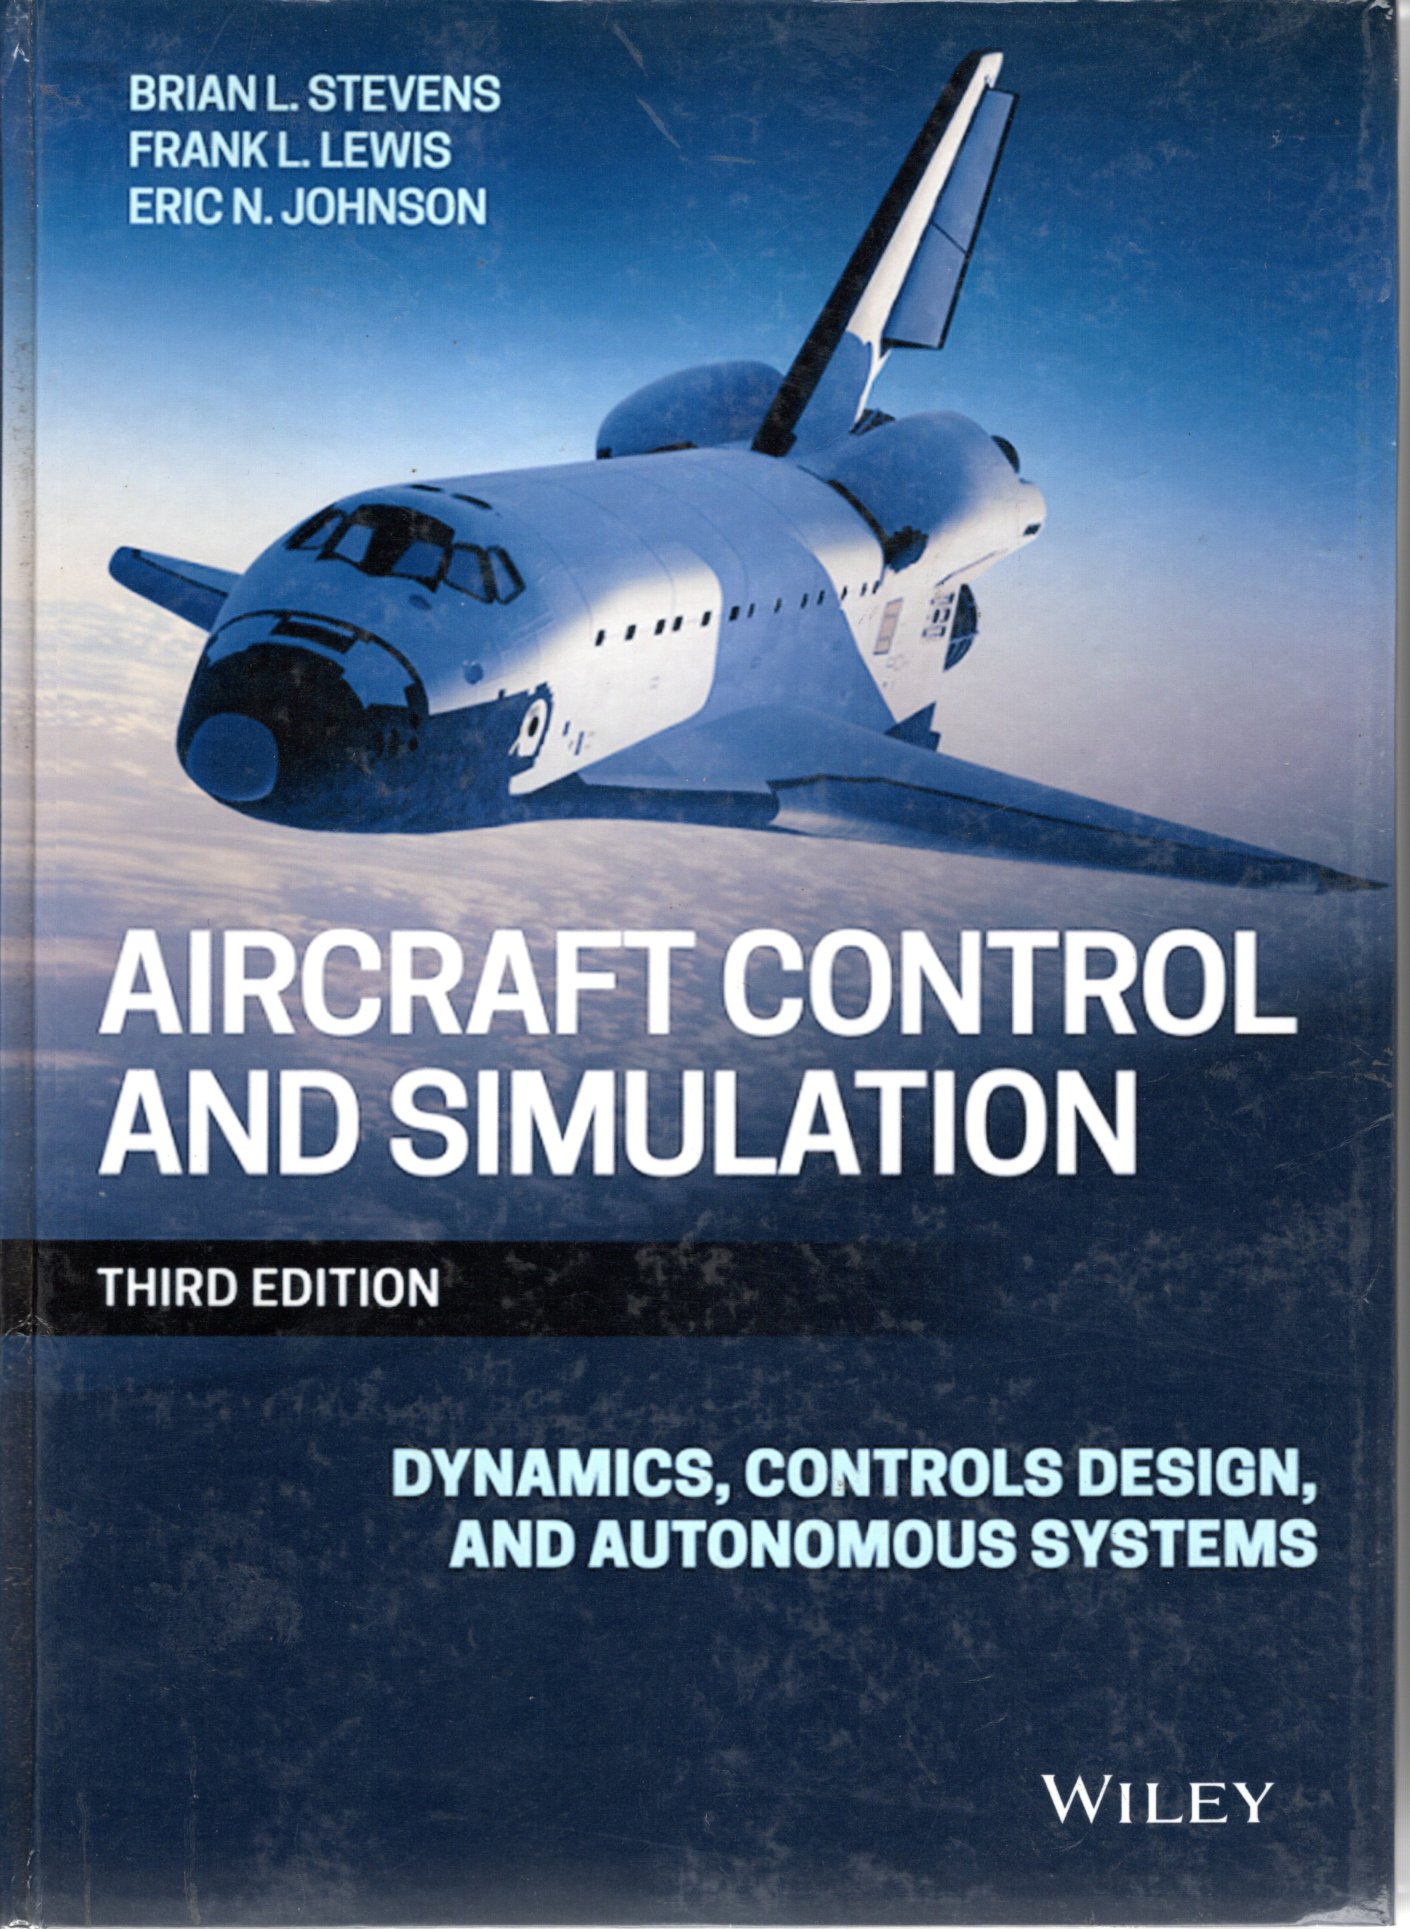 BRIAN L. STEVENS
FRANK L. LEWIS
ERIC N. JOHNSON
AIRCRAFT CONTROL
AND SIMULATION
THIRD EDITION
DYNAMICS, CONTROLS DESIGN,
AND AUTONOMOUS SYSTEMS
WILEY